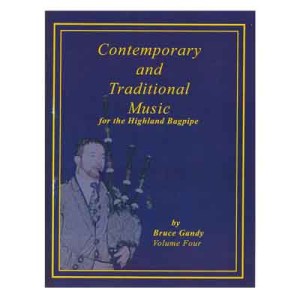 Contemporary
and
Traditional
Music
for the Highland Bagpipe
by
Bruce Gandy
Volume Four